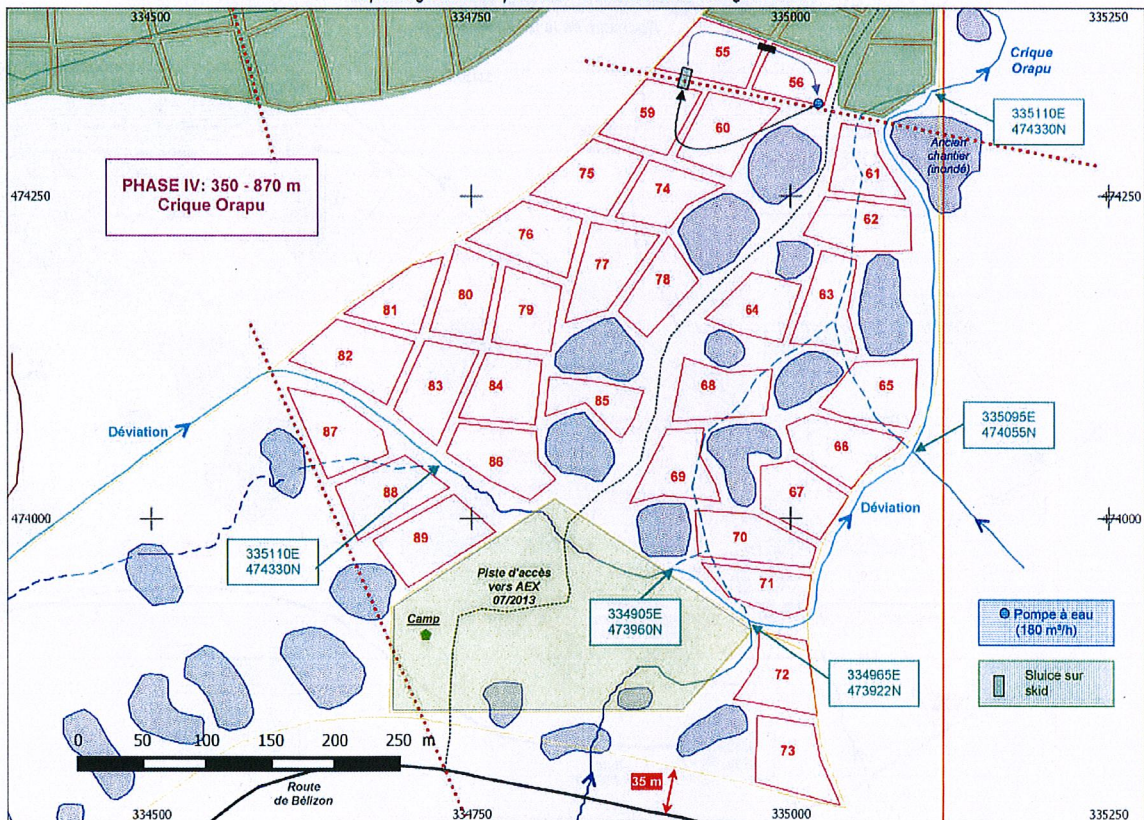 334500
334750
335000
335250
474250
474250
474000
474000
55
56
59
60
61
62
75
74
76
77
78
63
64
81
80
79
82
83
84
85
68
65
66
87
86
69
67
88
89
70
71
72
73
Crique
Orapu
335110E
474330N
Ancien
chantier
(inondé)
PHASE IV: 350 - 870 m
Crique Orapu
Déviation
335095E
474055N
Déviation
335110E
474330N
Piste d'accès
vers AEX
07/2013
Camp
334905E
473960N
334965E
473922N
Pompe à eau
(180 m³/h)
Sluice sur
skid
0 50 100 150 200 250 m
35 m
Route
de Bélizon
334500
334750
335000
335250